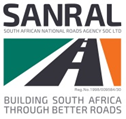 SANRAL
SOUTH AFRICAN NATIONAL ROADS AGENCY SOC LTD
BUILDING SOUTH AFRICA
THROUGH BETTER ROADS